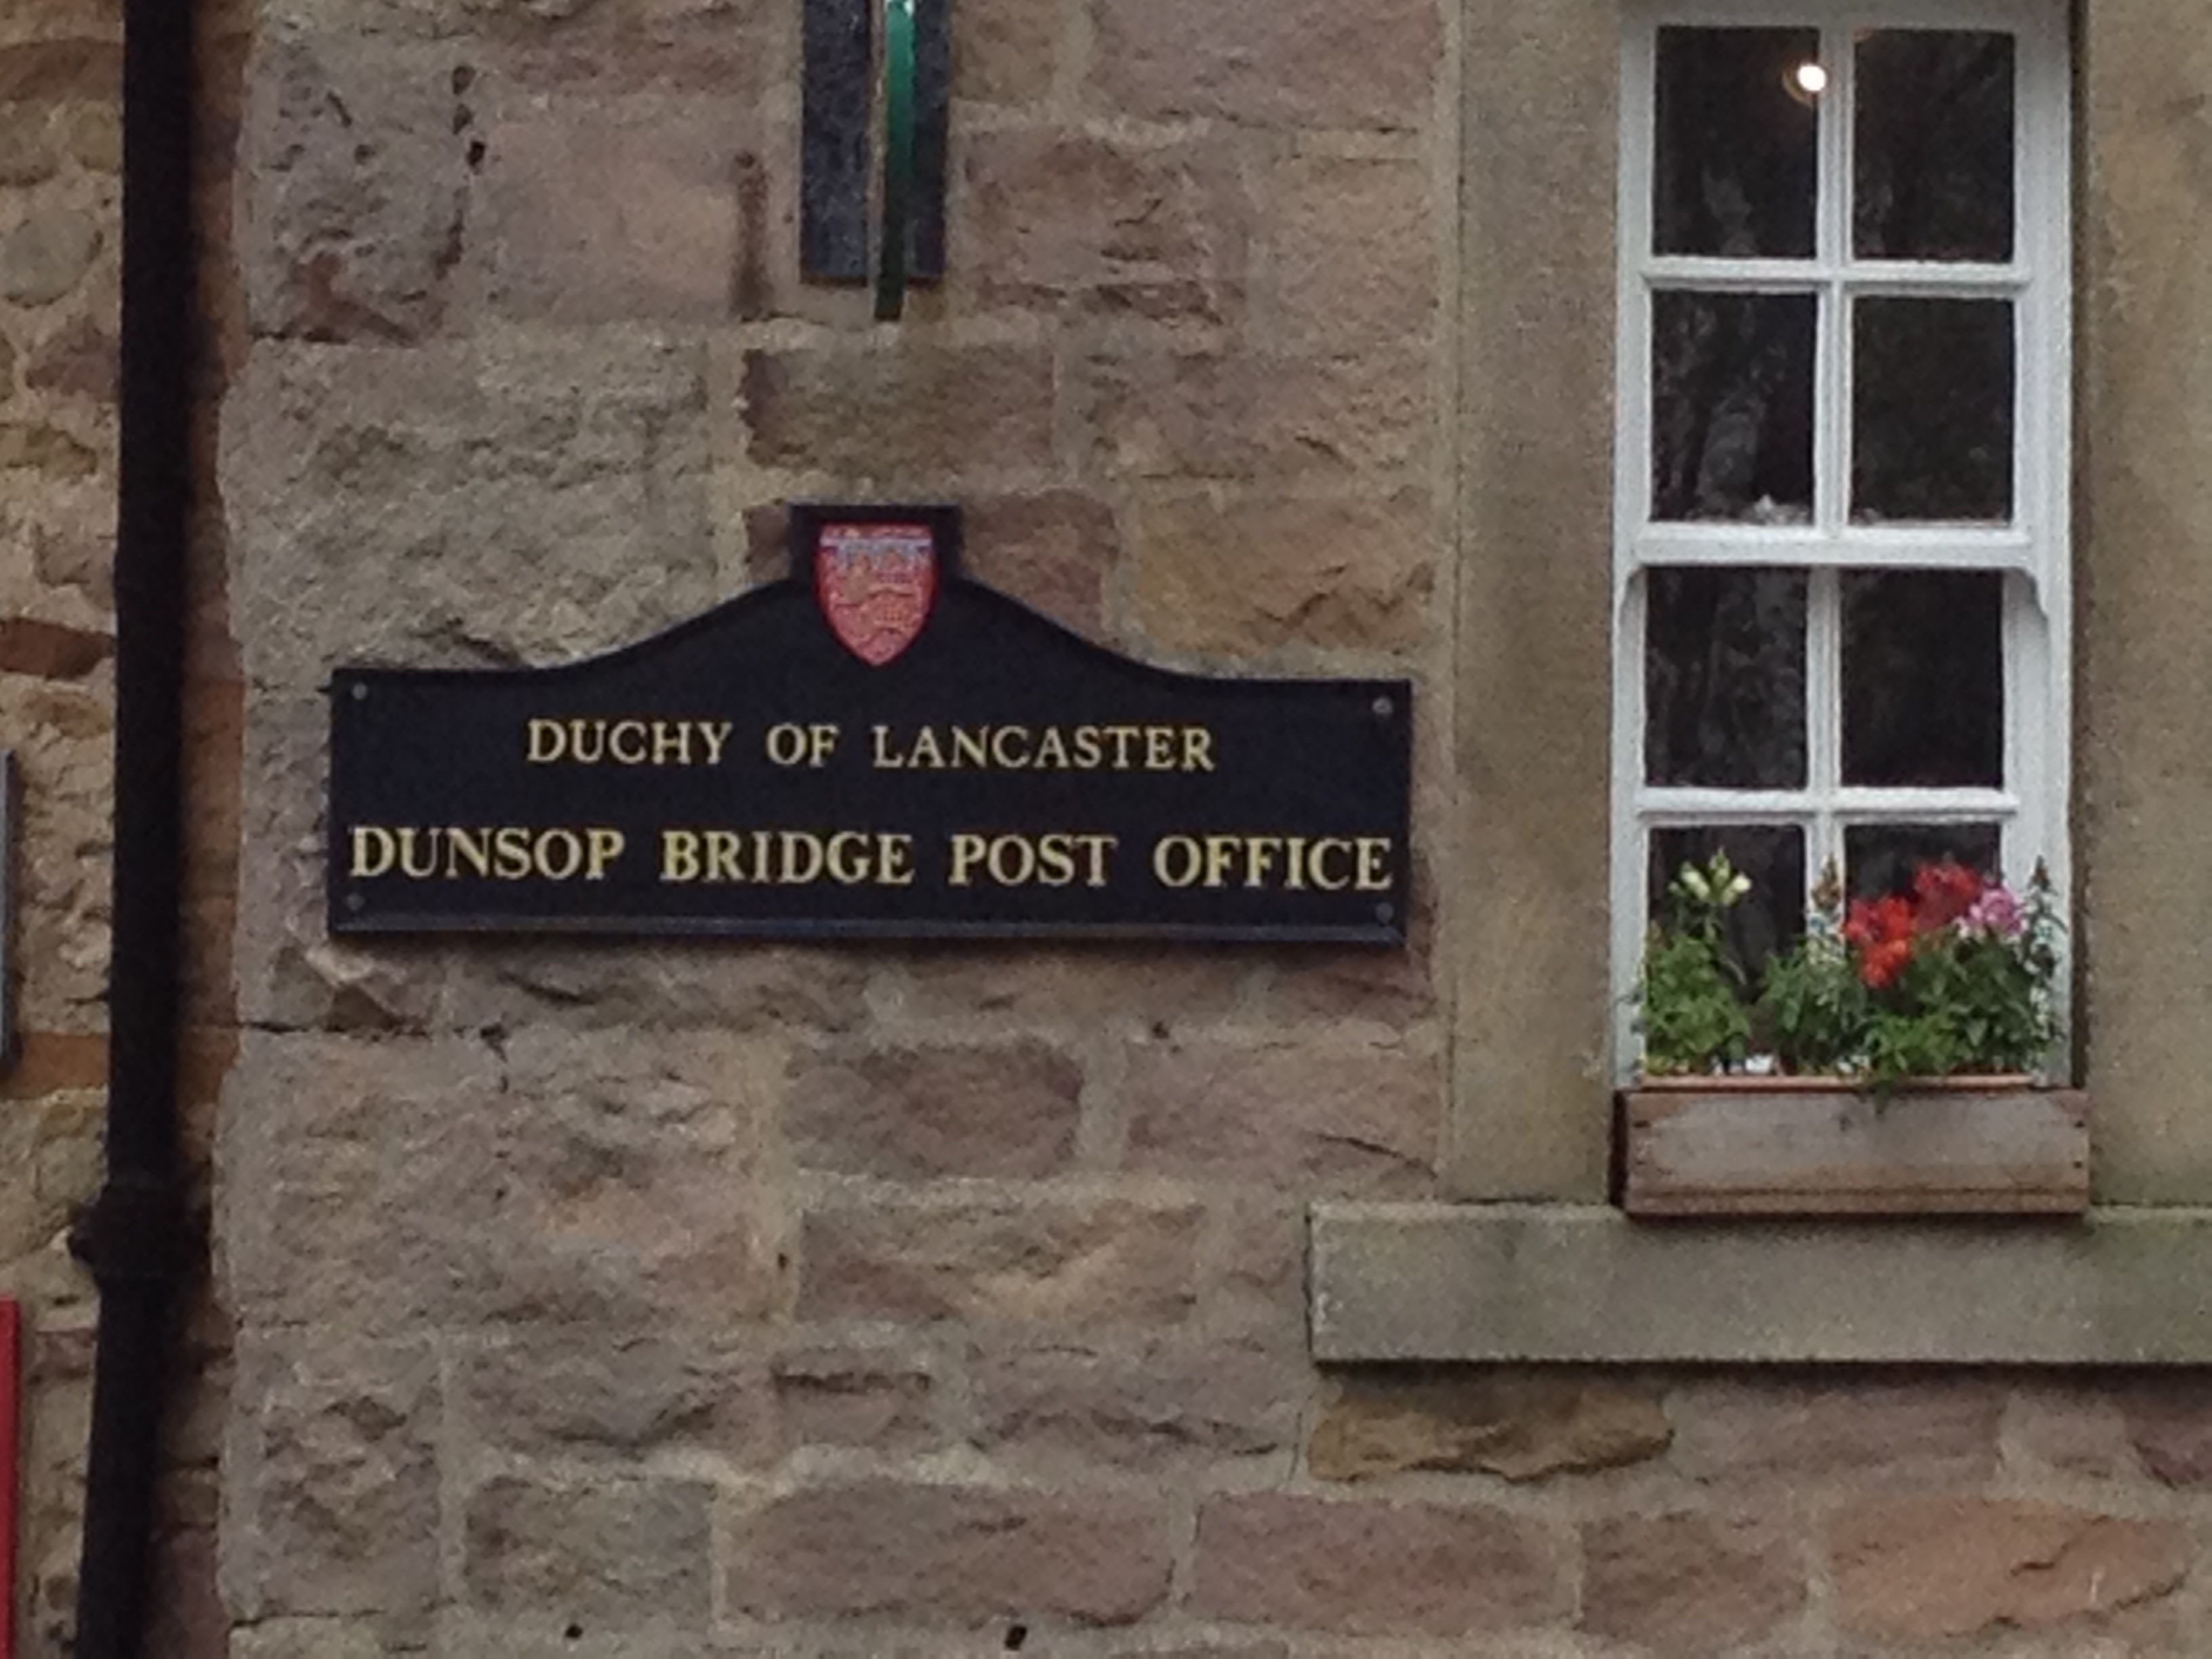 DUCHY OF LANCASTER
DUNSOP BRIDGE POST OFFICE